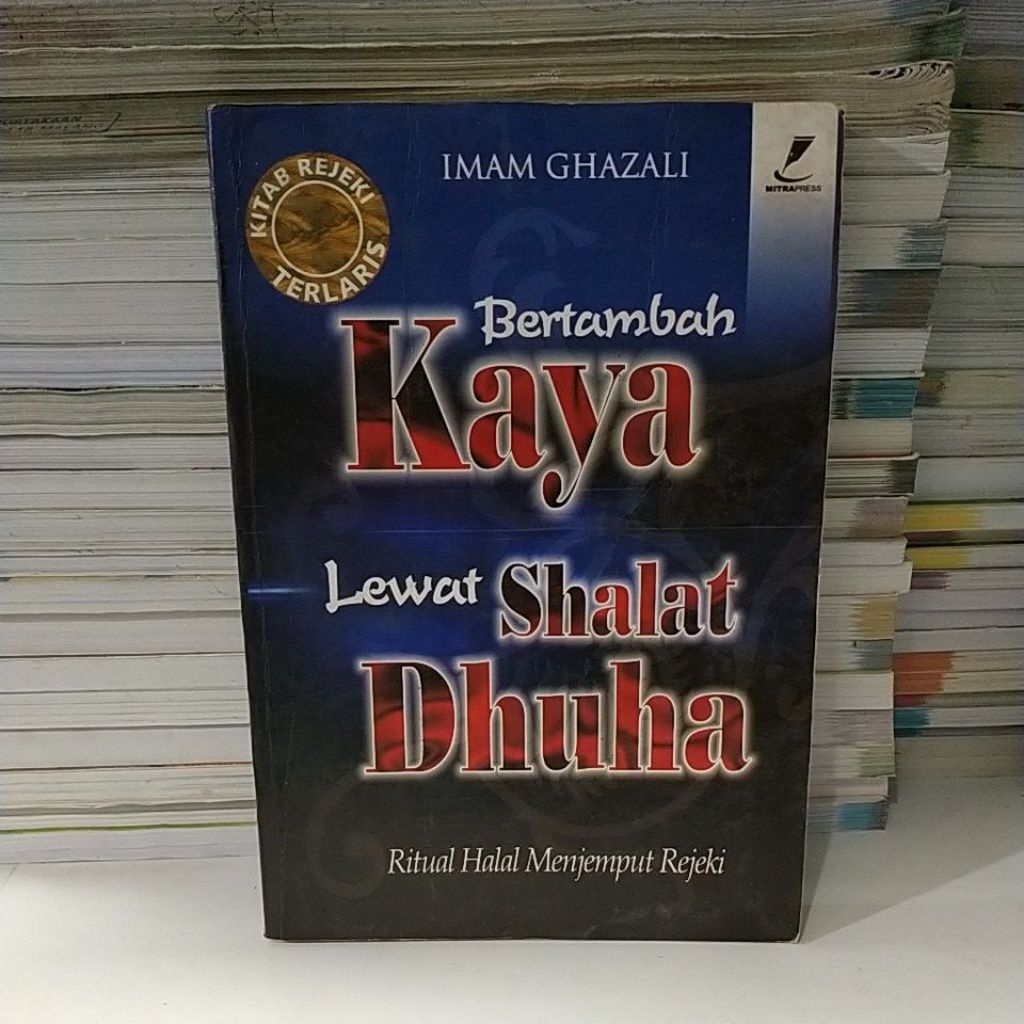 IMAM GHAZALI
MITRAPRESS
KITAB REJEKI
TERLARIS
Bertambah
Kaya
Lewat Shalat
Dhuha
Ritual Halal Menjemput Rejeki